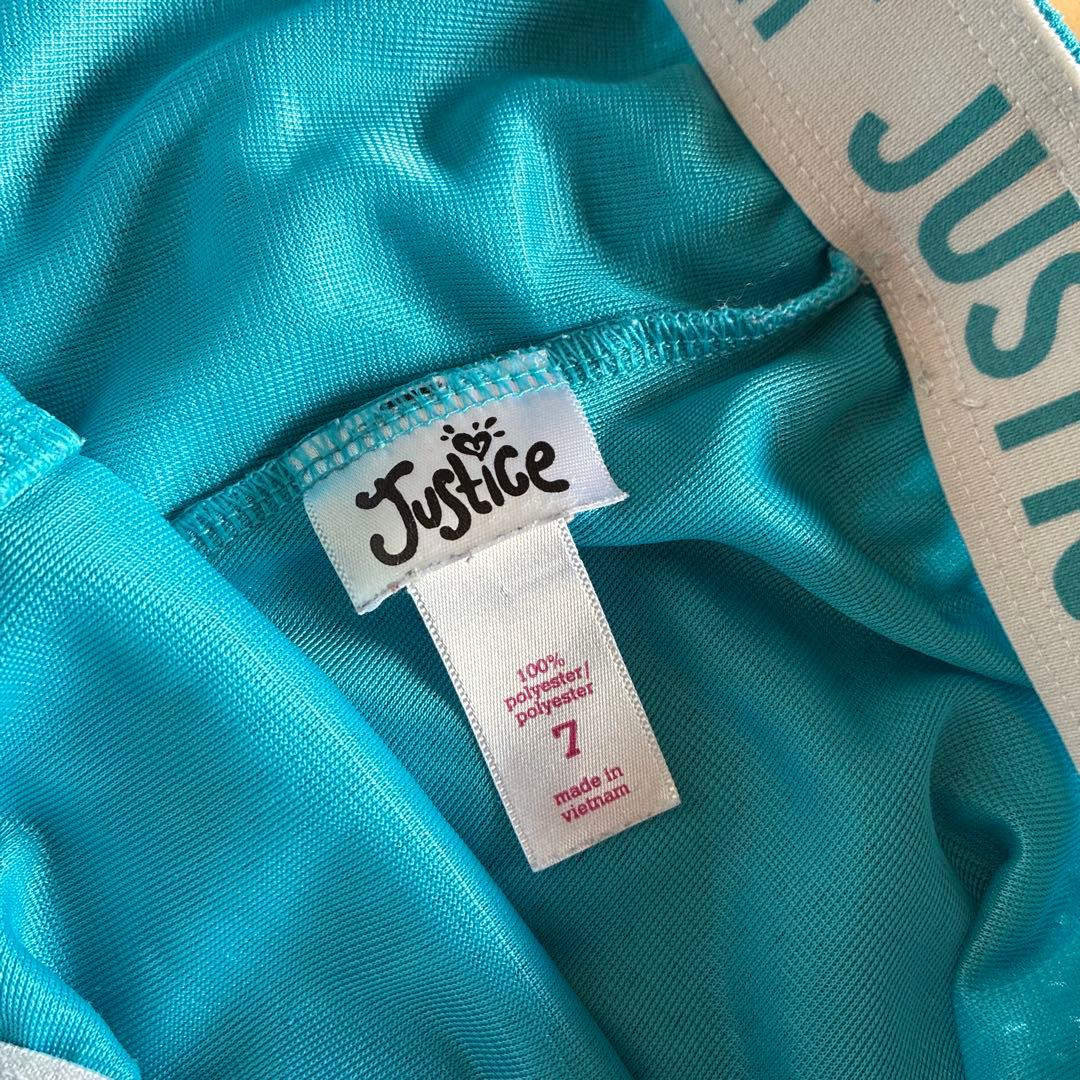 JUSTIC
Justice
100%
polyester/
polyester
7
made in
vietnam